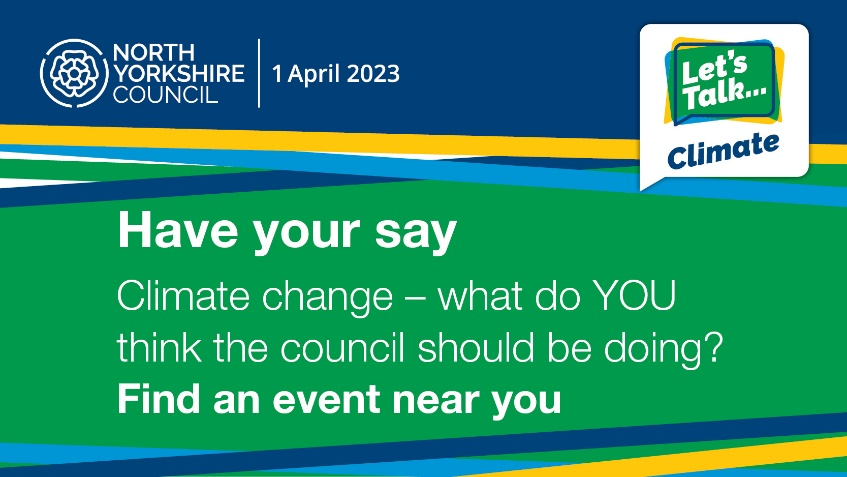 NORTH
YORKSHIRE
COUNCIL
1 April 2023
Let's
Talk...
Climate
Have your say
Climate change – what do YOU
think the council should be doing?
Find an event near you